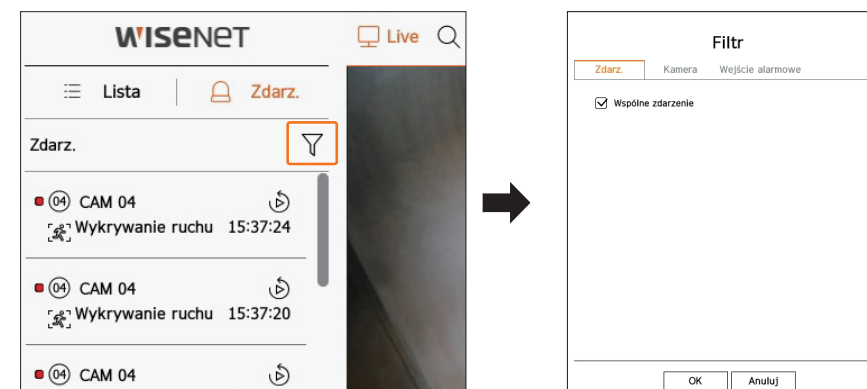 WISENET
Live
Lista
Zdarz.
Zdarz.
04 CAM 04
Wykrywanie ruchu 15:37:24
04 CAM 04
Wykrywanie ruchu 15:37:20
04 CAM 04
Filtr
Zdarz. Kamera Wejście alarmowe
Wspólne zdarzenie
OK Anuluj